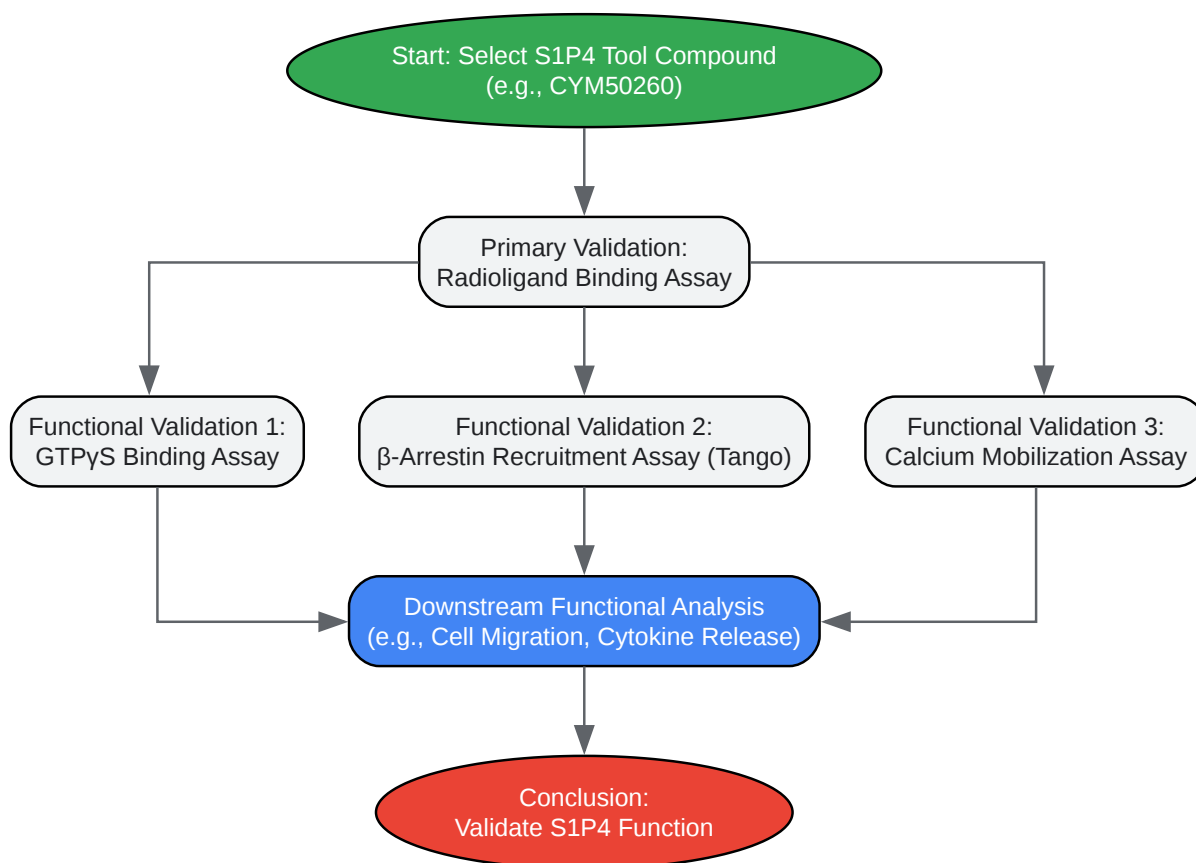 Start: Select S1P4 Tool Compound
(e.g., CYM50260)
Primary Validation:
Radioligand Binding Assay
Functional Validation 1:
GTPγS Binding Assay
Functional Validation 2:
β-Arrestin Recruitment Assay (Tango)
Functional Validation 3:
Calcium Mobilization Assay
Downstream Functional Analysis
(e.g., Cell Migration, Cytokine Release)
Conclusion:
Validate S1P4 Function